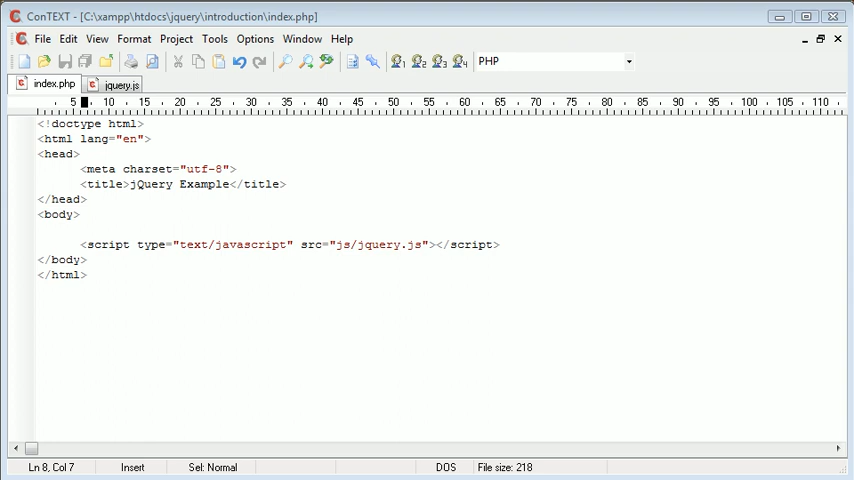 ConTEXT - [C:\xampp\htdocs\jquery\introduction\index.php]
File Edit View Format Project Tools Options Window Help
1 2 3 4 PHP
index.php jquery.js
5 10 15 20 25 30 35 40 45 50 55 60 65 70 75 80 85 90 95 100 105 110
<!doctype html>
<html lang="en">
<head>
<meta charset="utf-8">
<title>jQuery Example</title>
</head>
<body>
<script type="text/javascript" src="js/jquery.js"></script>
</body>
</html>
Ln 8, Col 7 Insert Sel: Normal DOS File size: 218